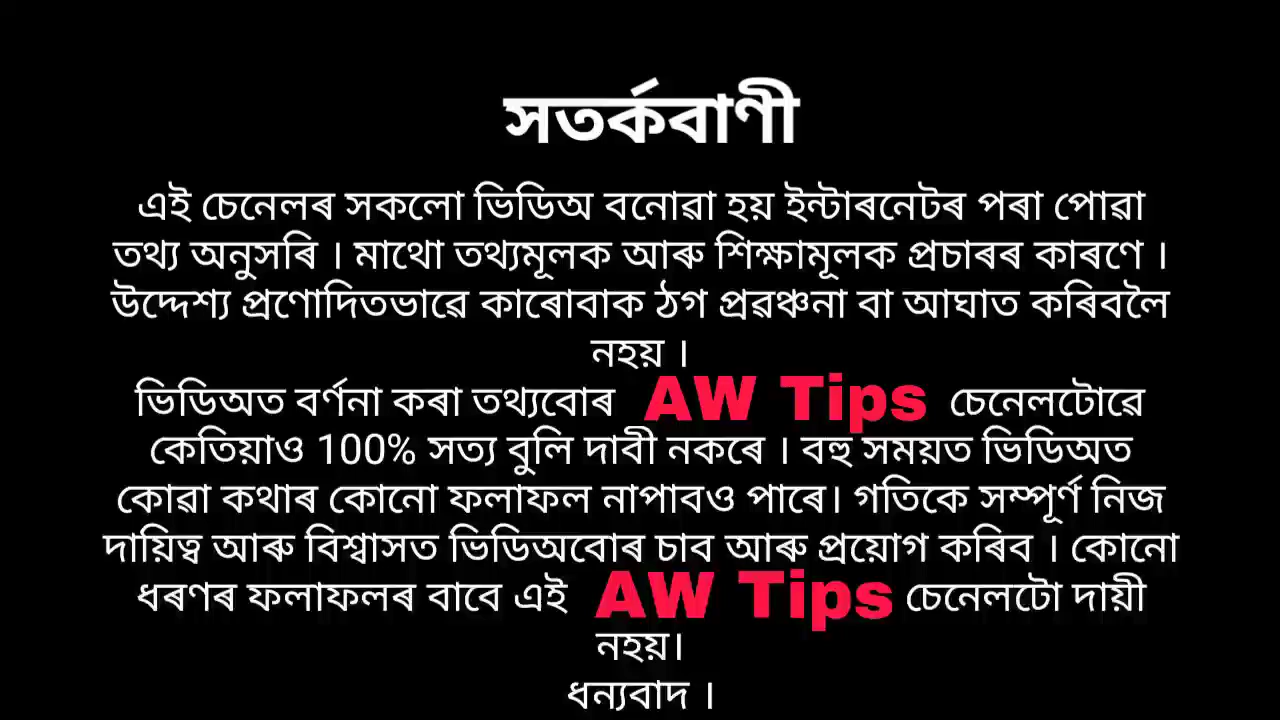 সতৰ্কবাণী
এই চেনেলৰ সকলো ভিডিঅ বনোৱা হয় ইন্টাৰনেটৰ পৰা পোৱা
তথ্য অনুসৰি । মাথো তথ্যমূলক আৰু শিক্ষামূলক প্ৰচাৰৰ কাৰণে ।
উদ্দেশ্য প্ৰণোদিতভাৱে কাৰোবাক ঠগ প্ৰৱঞ্চনা বা আঘাত কৰিবলৈ
নহয় ।
ভিডিঅত বৰ্ণনা কৰা তথ্যবোৰ AW Tips চেনেলটোৱে
কেতিয়াও 100% সত্য বুলি দাবী নকৰে । বহু সময়ত ভিডিঅত
কোৱা কথাৰ কোনো ফলাফল নাপাবও পাৰে। গতিকে সম্পূৰ্ণ নিজ
দায়িত্ব আৰু বিশ্বাসত ভিডিঅবোৰ চাব আৰু প্ৰয়োগ কৰিব । কোনো
ধৰণৰ ফলাফলৰ বাবে এই AW Tips চেনেলটো দায়ী
নহয়।
ধন্যবাদ ।